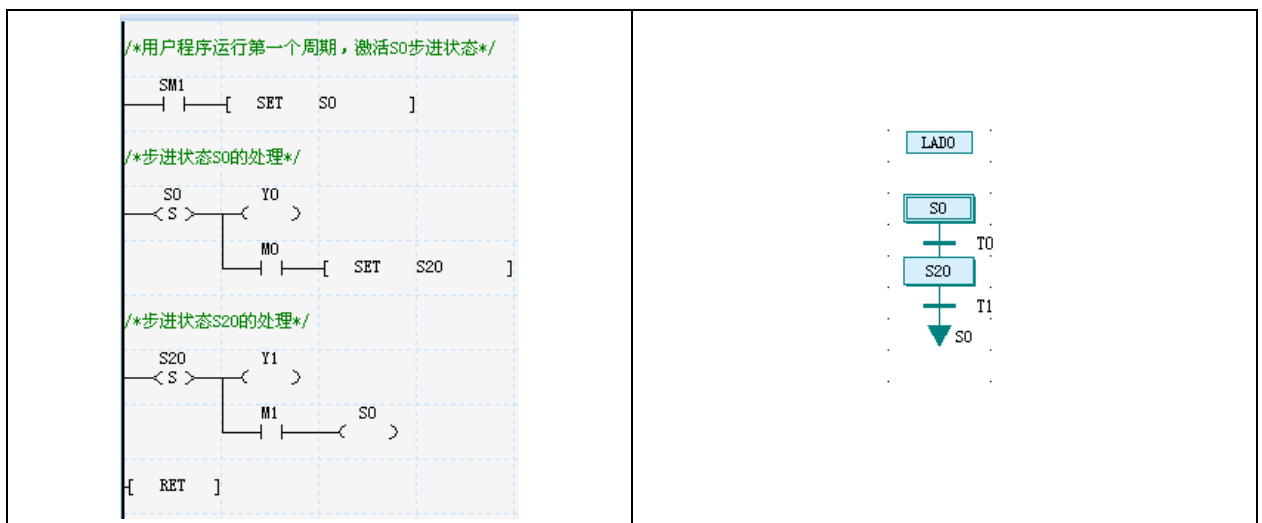 /*用户程序运行第一个周期，激活S0步进状态*/
SM1
[ SET S0 ]
/*步进状态S0的处理*/
S0 Y0
< S > ( )
M0
[ SET S20 ]
/*步进状态S20的处理*/
S20 Y1
< S > ( )
M1 S0
( )
[ RET ]
LAD0
S0
T0
S20
T1
S0